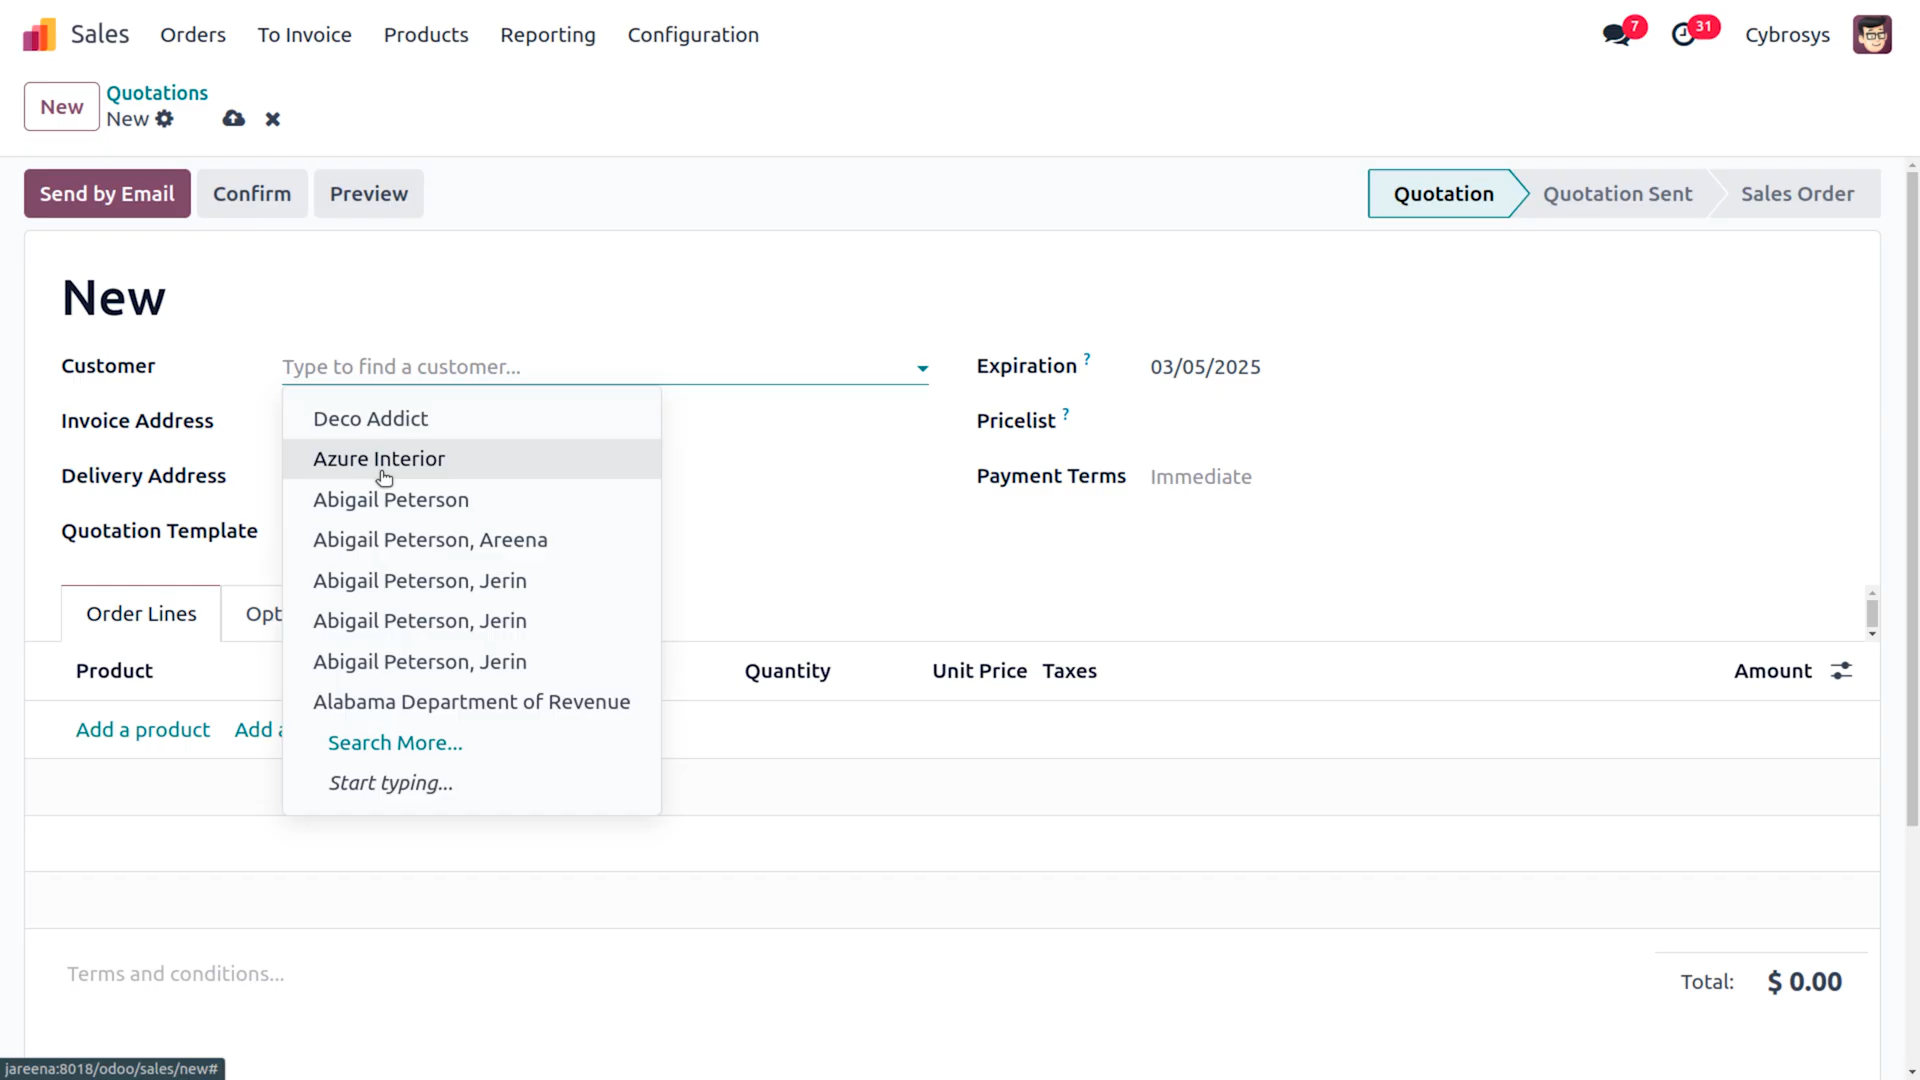 Sales Orders To Invoice Products Reporting Configuration 7 31 Cybrosys
New Quotations
New
Send by Email Confirm Preview Quotation Quotation Sent Sales Order
New
Customer Type to find a customer... Expiration ? 03/05/2025
Deco Addict
Invoice Address Pricelist ?
Azure Interior
Delivery Address Payment Terms Immediate
Abigail Peterson
Quotation Template
Abigail Peterson, Areena
Abigail Peterson, Jerin
Order Lines Opt
Abigail Peterson, Jerin
Abigail Peterson, Jerin
Product Quantity Unit Price Taxes Amount
Alabama Department of Revenue
Add a product Add a
Search More...
Start typing...
Terms and conditions...
Total: $ 0.00
jareena:8018/odoo/sales/new#